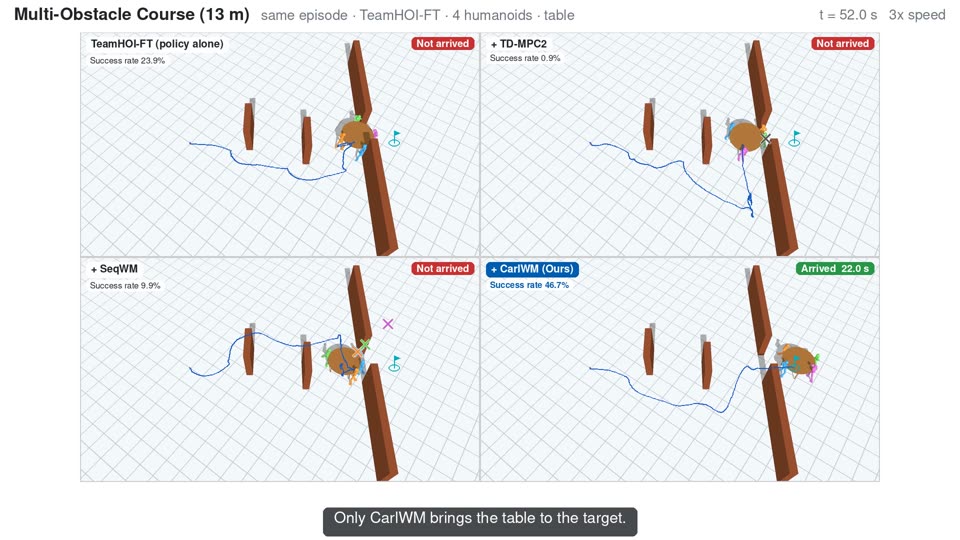 Multi-Obstacle Course (13 m) same episode · TeamHOI-FT · 4 humanoids · table t = 52.0 s 3x speed
TeamHOI-FT (policy alone) Not arrived
Success rate 23.9%
+ TD-MPC2 Not arrived
Success rate 0.9%
+ SeqWM Not arrived
Success rate 9.9%
+ CarlWM (Ours) Arrived 22.0 s
Success rate 46.7%
Only CarlWM brings the table to the target.